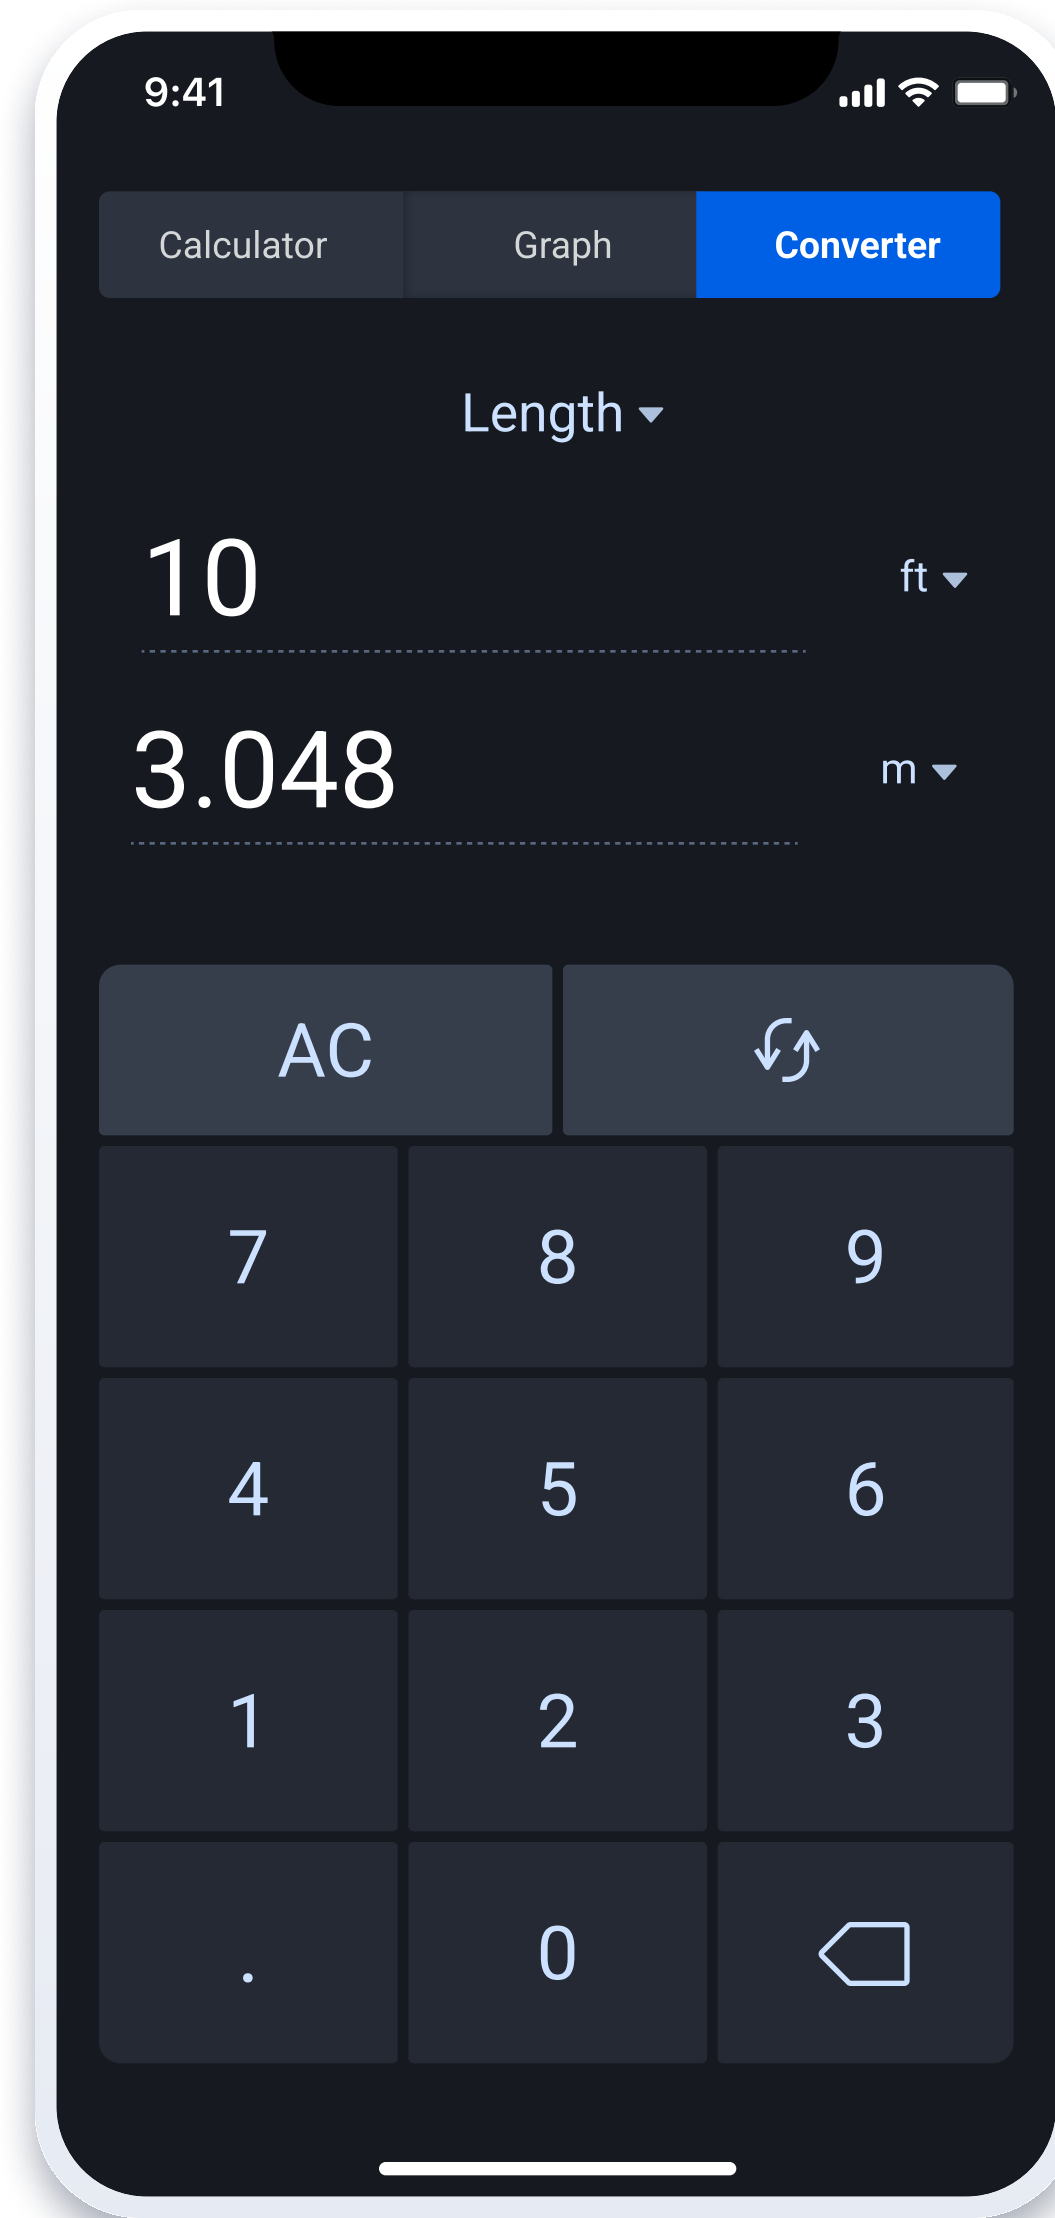 9:41
Calculator Graph Converter
Length
10 ft
3.048 m
AC
7 8 9
4 5 6
1 2 3
. 0